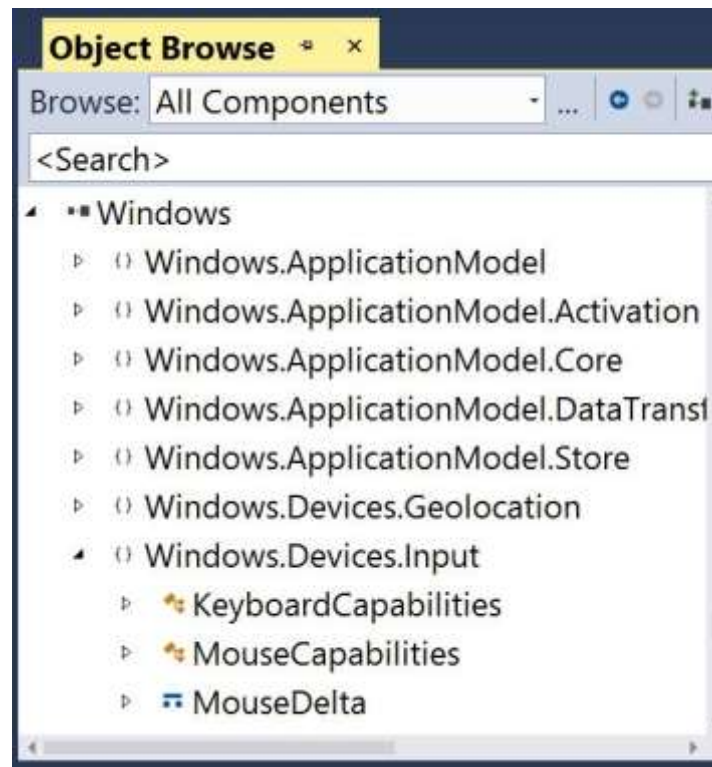 Object Browse
Browse: All Components ...
<Search>
Windows
() Windows.ApplicationModel
() Windows.ApplicationModel.Activation
() Windows.ApplicationModel.Core
() Windows.ApplicationModel.DataTransf
() Windows.ApplicationModel.Store
() Windows.Devices.Geolocation
() Windows.Devices.Input
KeyboardCapabilities
MouseCapabilities
MouseDelta